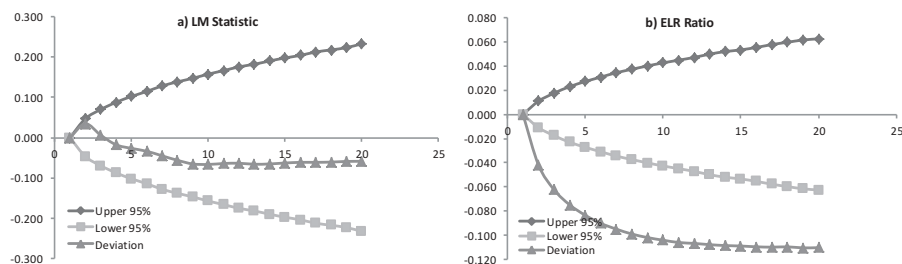 a) LM Statistic
0.300
0.200
0.100
0.000
-0.100
-0.200
-0.300
0 5 10 15 20 25
Upper 95%
Lower 95%
Deviation
b) ELR Ratio
0.080
0.060
0.040
0.020
0.000
-0.020
-0.040
-0.060
-0.080
-0.100
-0.120
0 5 10 15 20 25
Upper 95%
Lower 95%
Deviation